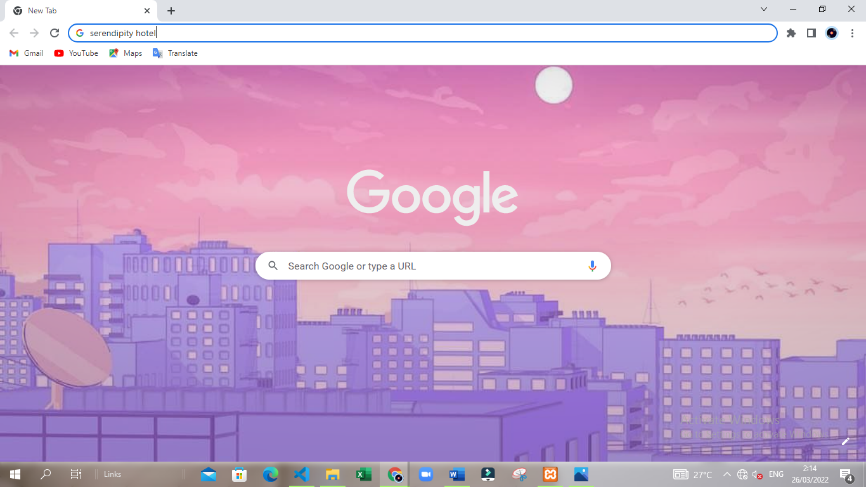 New Tab
serendipity hotel
Gmail YouTube Maps Translate
Google
Search Google or type a URL
Links
27°C
ENG
2:14
26/03/2022
4